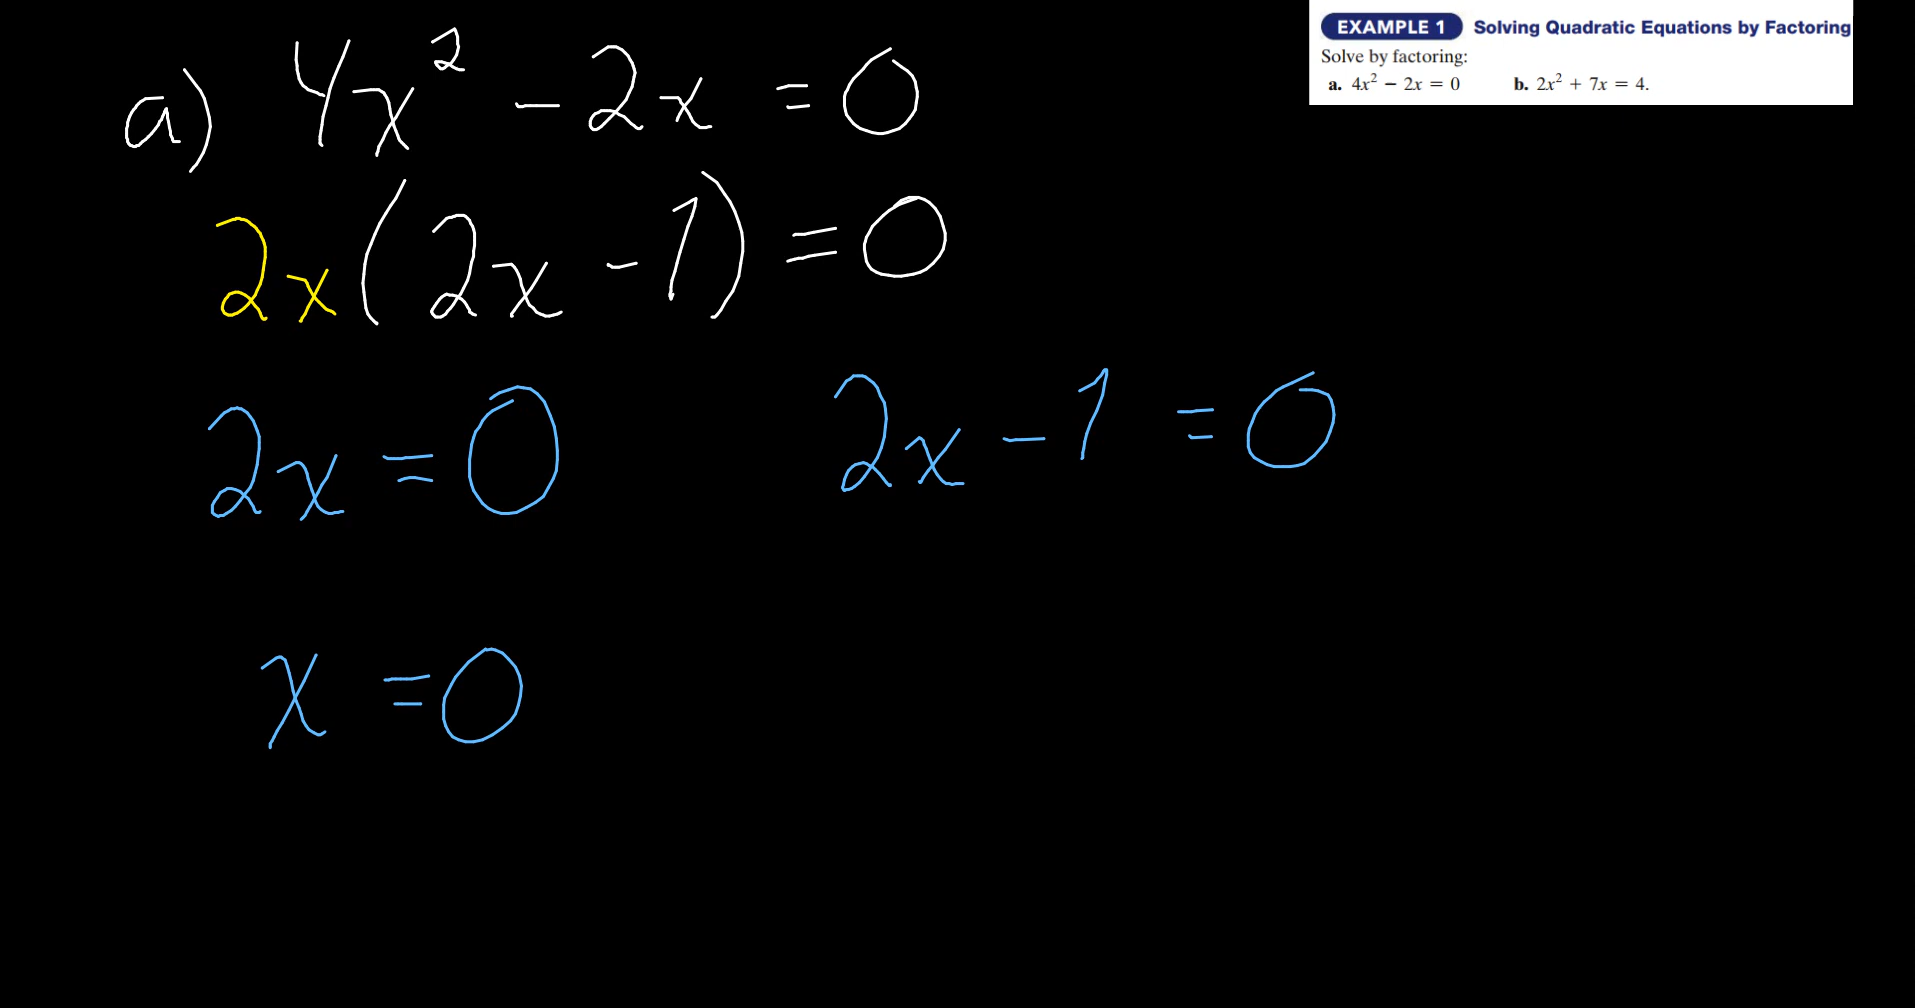 EXAMPLE 1 Solving Quadratic Equations by Factoring
Solve by factoring:
a. 4x² − 2x = 0 b. 2x² + 7x = 4.
a) 4x² − 2x = 0
2x(2x − 1) = 0
2x = 0 2x − 1 = 0
x = 0